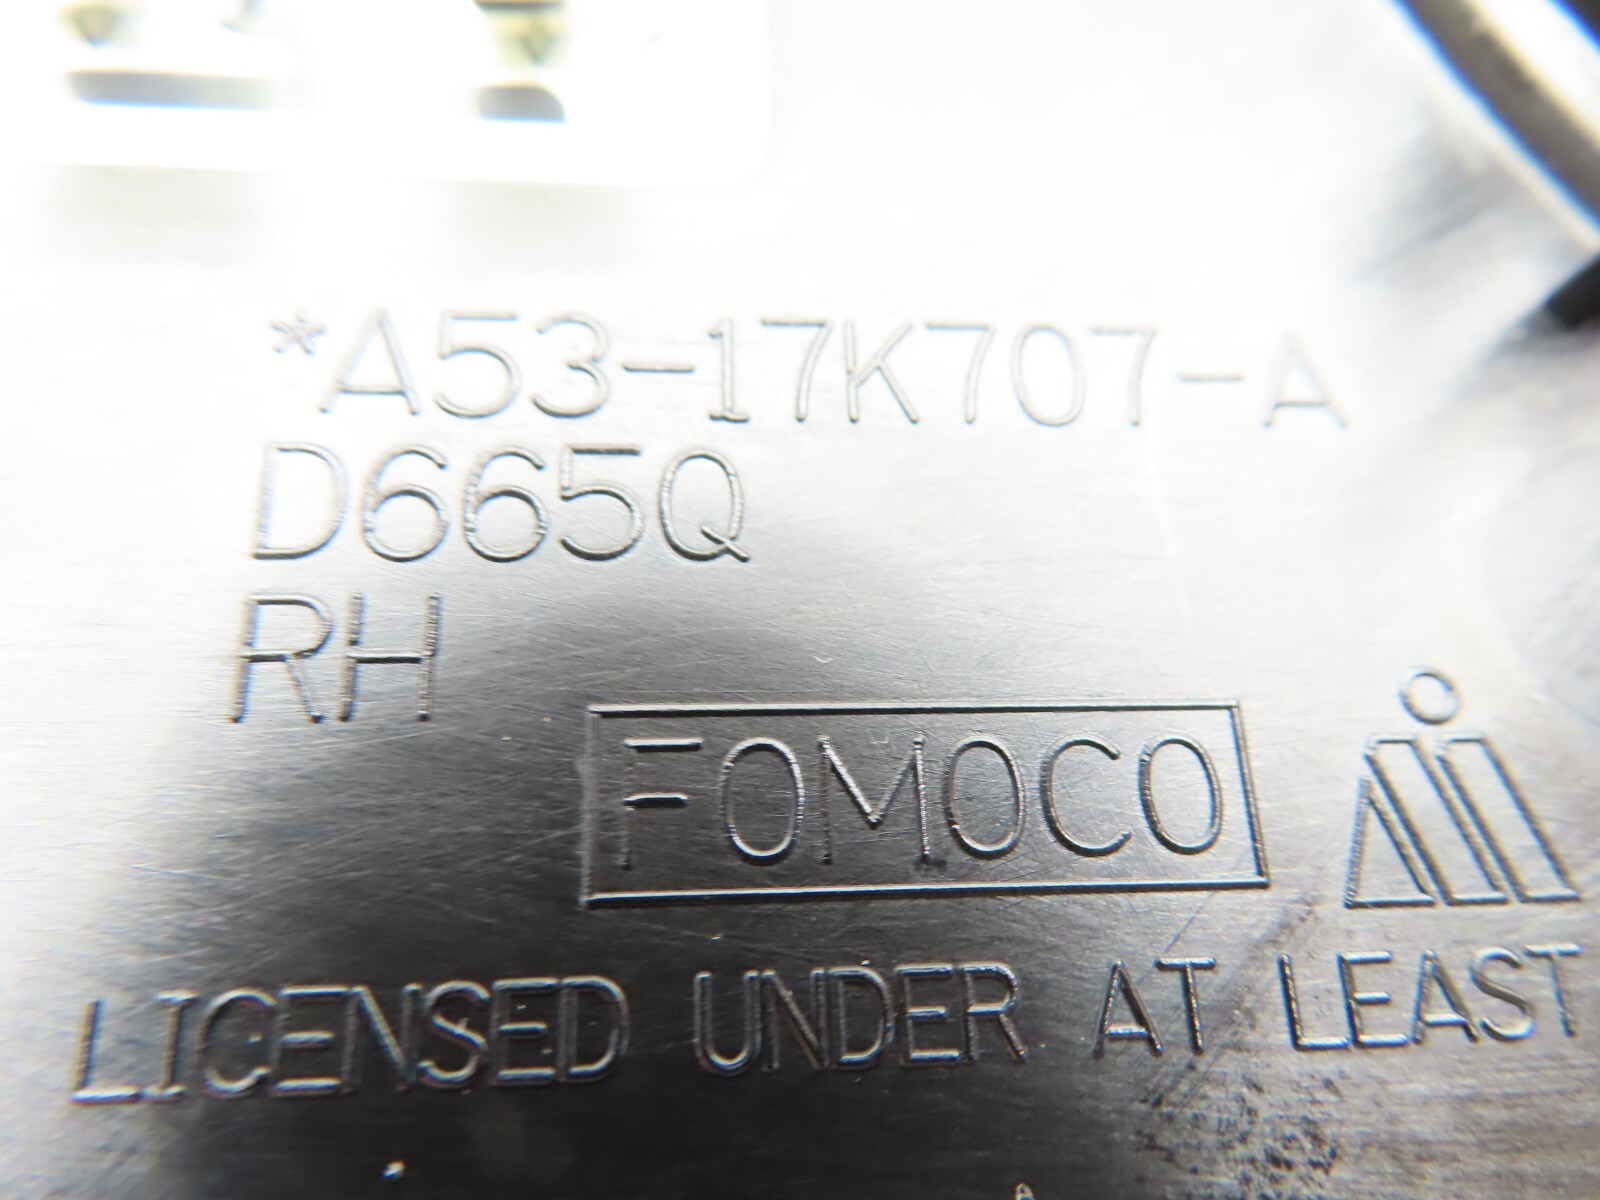 *A53-17K707-A
D665Q
RH
FOMOCO
LICENSED UNDER AT LEAST